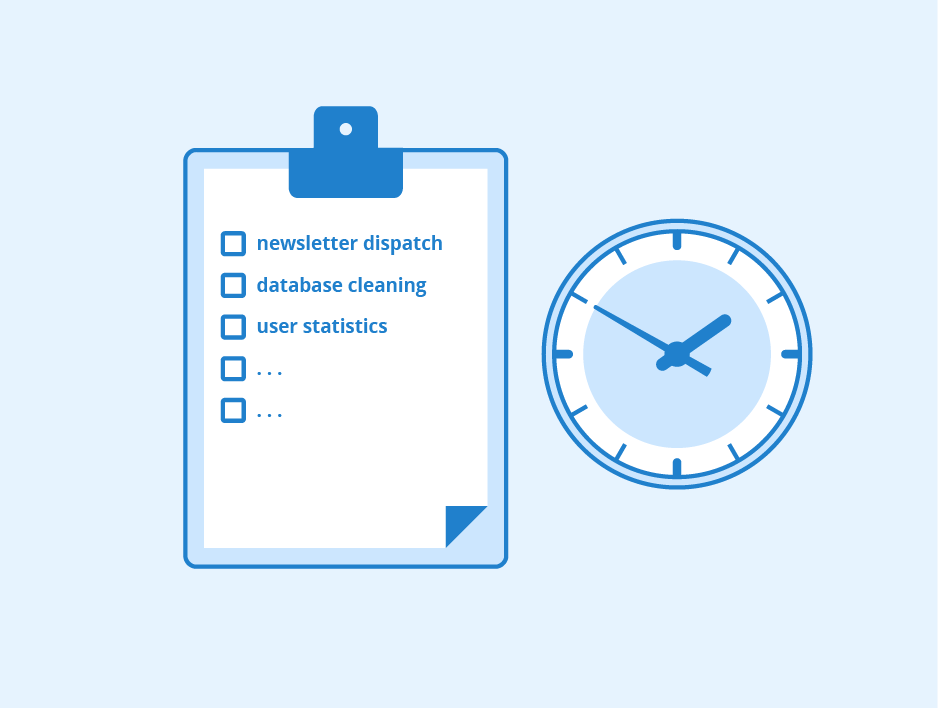 newsletter dispatch
database cleaning
user statistics
. . .
. . .